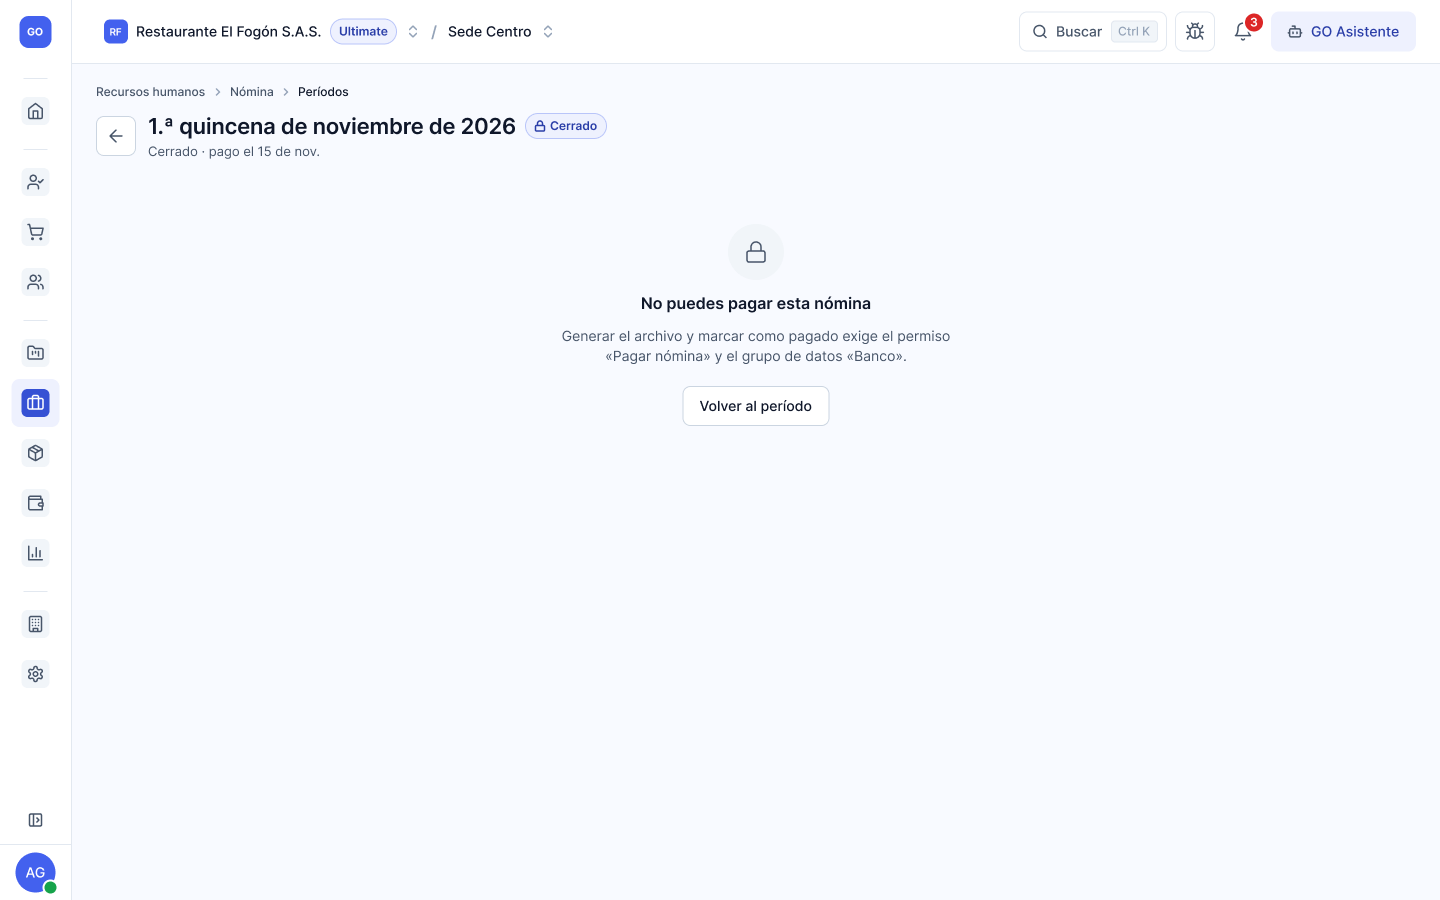 GO
RF Restaurante El Fogón S.A.S. Ultimate / Sede Centro
Buscar Ctrl K
3
GO Asistente
Recursos humanos > Nómina > Períodos
1.ª quincena de noviembre de 2026 Cerrado
Cerrado · pago el 15 de nov.
No puedes pagar esta nómina
Generar el archivo y marcar como pagado exige el permiso
«Pagar nómina» y el grupo de datos «Banco».
Volver al período
AG